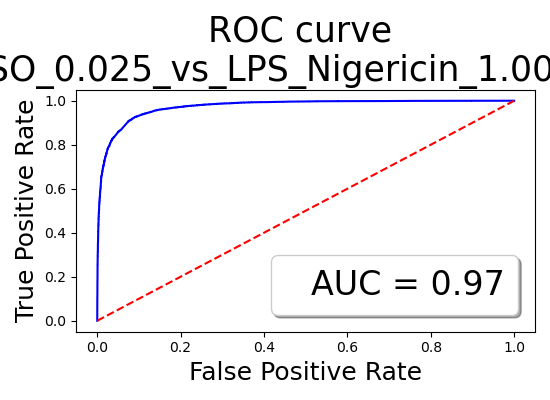 ROC curve
SO_0.025_vs_LPS_Nigericin_1.00
True Positive Rate
1.0
0.8
0.6
0.4
0.2
0.0
AUC = 0.97
0.0 0.2 0.4 0.6 0.8 1.0
False Positive Rate